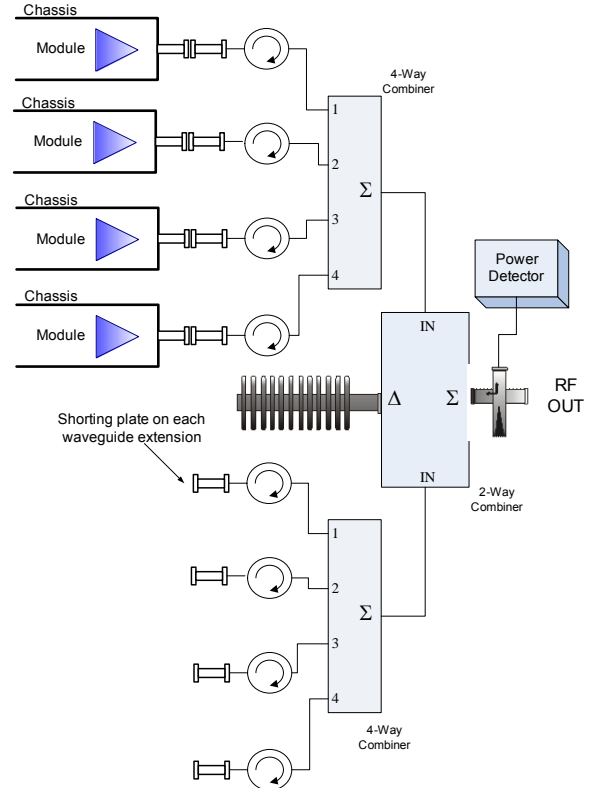 Chassis
Module
Chassis
Module
Chassis
Module
Chassis
Module
4-Way
Combiner
1
2
3
4
Σ
Power
Detector
IN
Δ
Σ
IN
RF
OUT
2-Way
Combiner
Shorting plate on each
waveguide extension
1
2
3
4
Σ
4-Way
Combiner